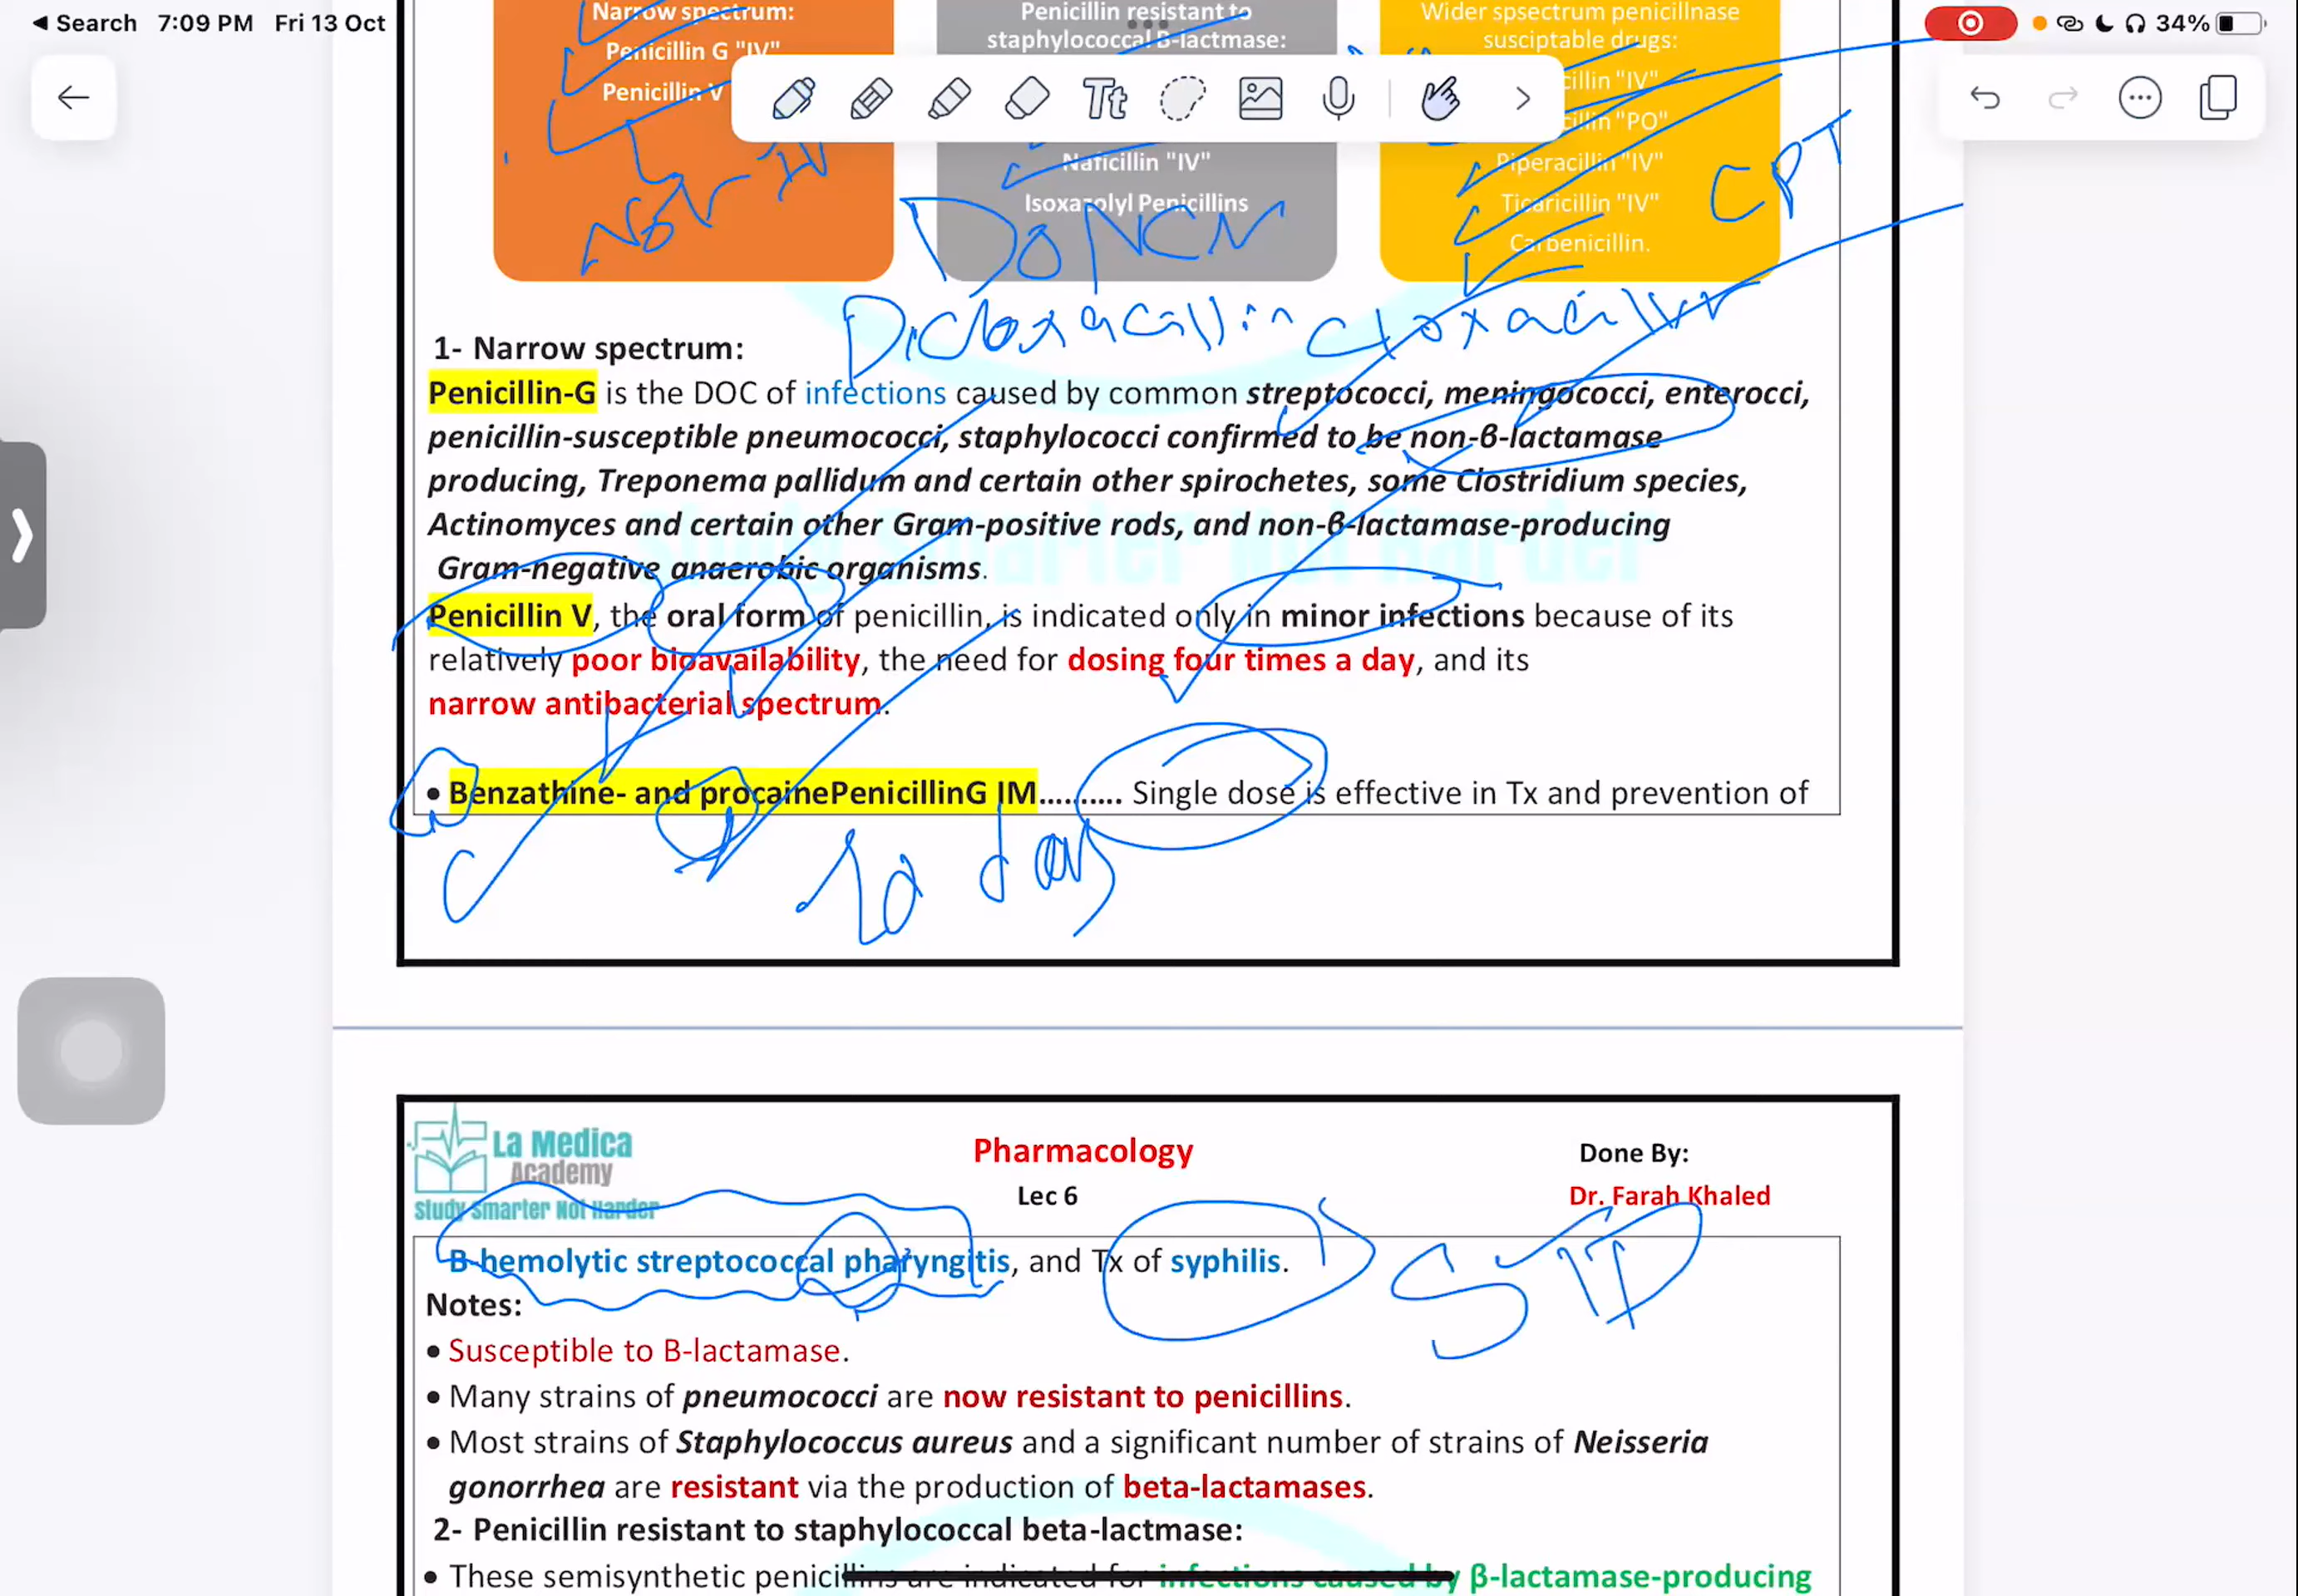 Search 7:09 PM Fri 13 Oct
34%
Narrow spectrum:
Penicillin G "IV"
Penicillin V
Penicillin resistant to
staphylococcal B-lactmase:
Naficillin "IV"
Isoxazolyl Penicillins
Wider spsectrum penicillnase
susciptable drugs:
cillin "IV"
cillin "PO"
Piperacillin "IV"
Ticaricillin "IV"
Carbenicillin.
Tt
CPT
DONCN
Dicloxacillin cloxacillin
1- Narrow spectrum:
Penicillin-G is the DOC of infections caused by common streptococci, meningococci, enterocci,
penicillin-susceptible pneumococci, staphylococci confirmed to be non-β-lactamase
producing, Treponema pallidum and certain other spirochetes, some Clostridium species,
Actinomyces and certain other Gram-positive rods, and non-β-lactamase-producing
Gram-negative anaerobic organisms.
Penicillin V, the oral form of penicillin, is indicated only in minor infections because of its
relatively poor bioavailability, the need for dosing four times a day, and its
narrow antibacterial spectrum.
• Benzathine- and procainePenicillinG IM.......... Single dose is effective in Tx and prevention of
10 days
La Medica
Academy
Study Smarter Not Harder
Pharmacology
Lec 6
Done By:
Dr. Farah Khaled
B-hemolytic streptococcal pharyngitis, and Tx of syphilis.
STD
Notes:
• Susceptible to B-lactamase.
• Many strains of pneumococci are now resistant to penicillins.
• Most strains of Staphylococcus aureus and a significant number of strains of Neisseria
gonorrhea are resistant via the production of beta-lactamases.
2- Penicillin resistant to staphylococcal beta-lactmase:
• These semisynthetic penicillins are indicated for infections caused by β-lactamase-producing